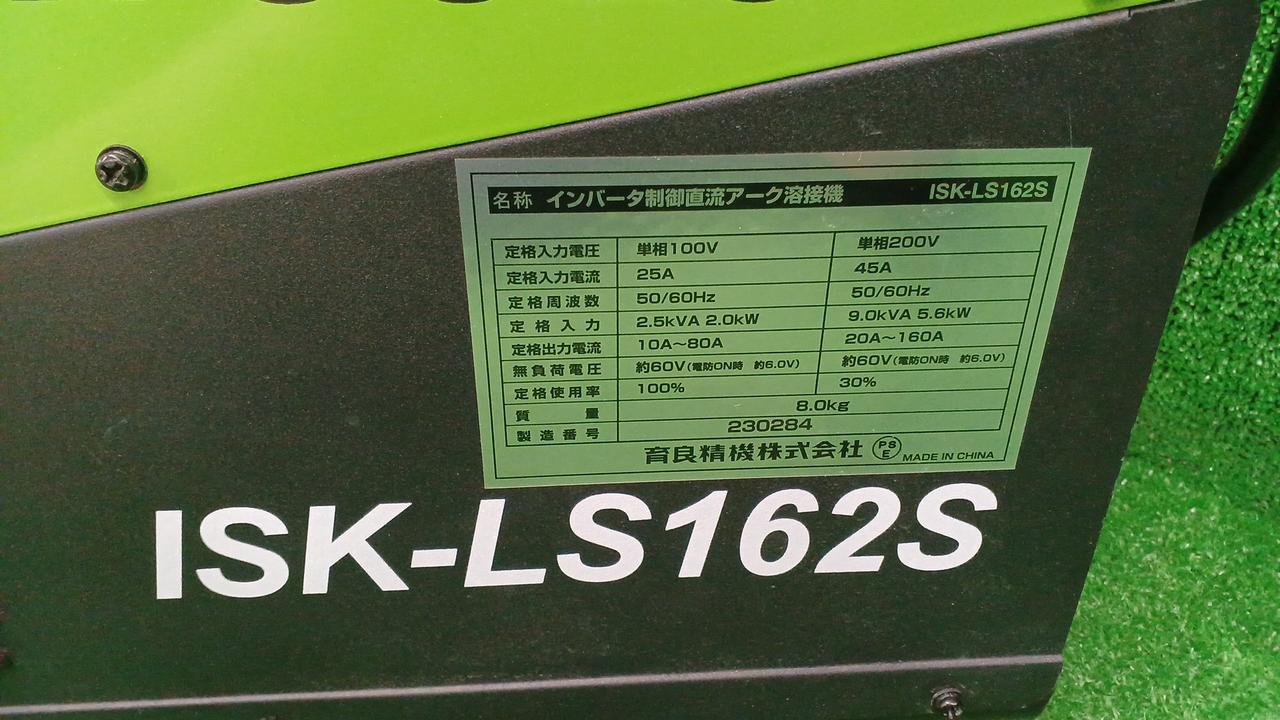 名称 インバータ制御直流アーク溶接機 ISK-LS162S
定格入力電圧 単相100V 単相200V
定格入力電流 25A 45A
定格周波数 50/60Hz 50/60Hz
定格入力 2.5kVA 2.0kW 9.0kVA 5.6kW
定格出力電流 10A～80A 20A～160A
無負荷電圧 約60V(電防ON時 約6.0V) 約60V(電防ON時 約6.0V)
定格使用率 100% 30%
質量 8.0kg
製造番号 230284
育良精機株式会社 PSE MADE IN CHINA
ISK-LS162S